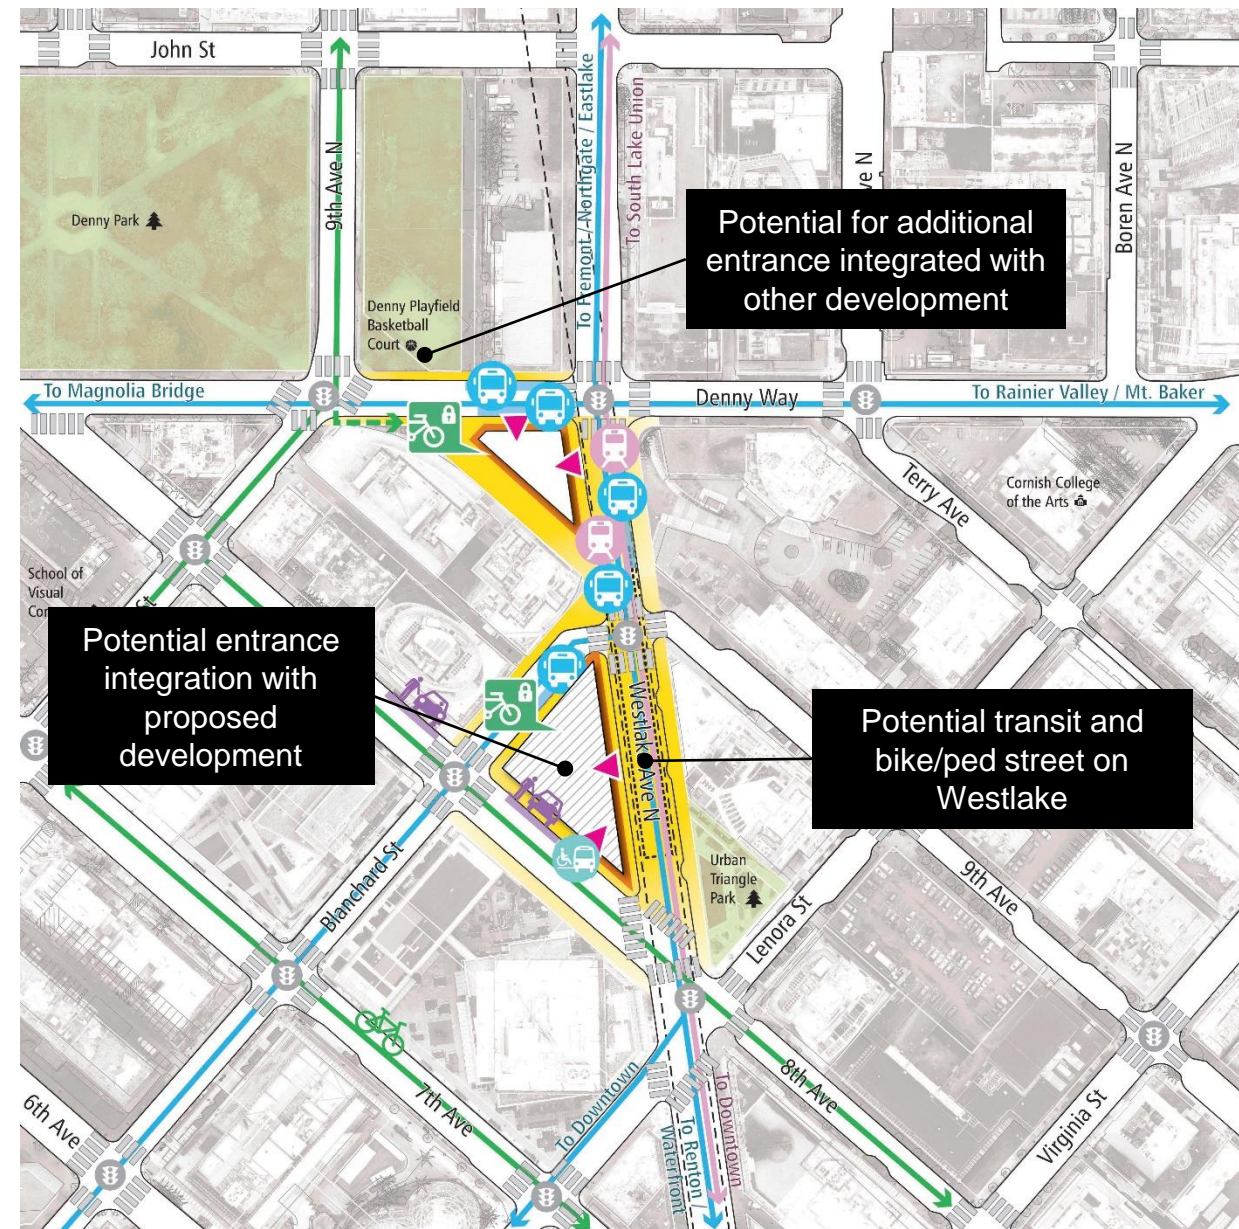 John St
9th Ave N
To Fremont / Northgate / Eastlake
To South Lake Union
Ave N
Boren Ave N
Denny Park
Potential for additional
entrance integrated with
other development
Denny Playfield
Basketball
Court
To Magnolia Bridge
Denny Way
To Rainier Valley / Mt. Baker
Terry Ave
Cornish College
of the Arts
School of
Visual
St
Potential entrance
integration with
proposed
development
Westlake Ave N
Potential transit and
bike/ped street on
Westlake
Blanchard St
Urban
Triangle
Park
Lenora St
9th Ave
7th Ave
8th Ave
6th Ave
To Downtown
To Renton /
Waterfront
To Downtown
Virginia St